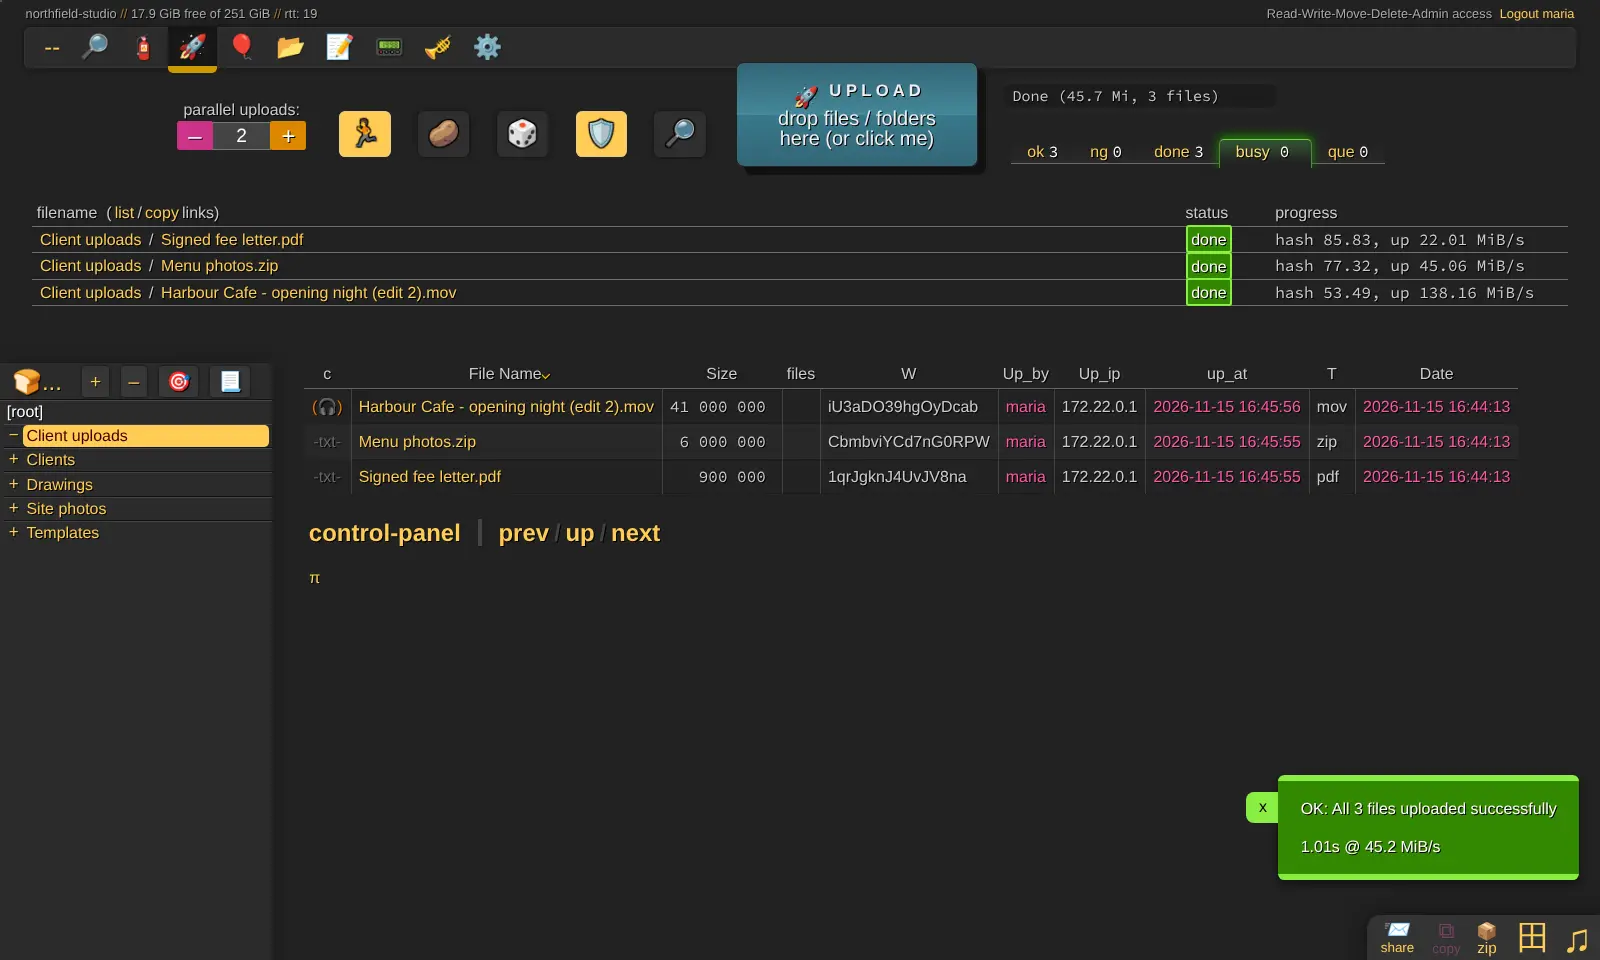 northfield-studio // 17.9 GiB free of 251 GiB // rtt: 19
Read-Write-Move-Delete-Admin access Logout maria
--
parallel uploads:
– 2 +
UPLOAD
drop files / folders
here (or click me)
Done (45.7 Mi, 3 files)
ok 3 ng 0 done 3 busy 0 que 0
filename (list / copy links) status progress
Client uploads / Signed fee letter.pdf done hash 85.83, up 22.01 MiB/s
Client uploads / Menu photos.zip done hash 77.32, up 45.06 MiB/s
Client uploads / Harbour Cafe - opening night (edit 2).mov done hash 53.49, up 138.16 MiB/s
... + –
[root]
– Client uploads
+ Clients
+ Drawings
+ Site photos
+ Templates
c File Name Size files W Up_by Up_ip up_at T Date
(🎧) Harbour Cafe - opening night (edit 2).mov 41 000 000 iU3aDO39hgOyDcab maria 172.22.0.1 2026-11-15 16:45:56 mov 2026-11-15 16:44:13
-txt- Menu photos.zip 6 000 000 CbmbviYCd7nG0RPW maria 172.22.0.1 2026-11-15 16:45:55 zip 2026-11-15 16:44:13
-txt- Signed fee letter.pdf 900 000 1qrJgknJ4UvJV8na maria 172.22.0.1 2026-11-15 16:45:55 pdf 2026-11-15 16:44:13
control-panel | prev / up / next
π
x
OK: All 3 files uploaded successfully
1.01s @ 45.2 MiB/s
share copy zip 田 ♫